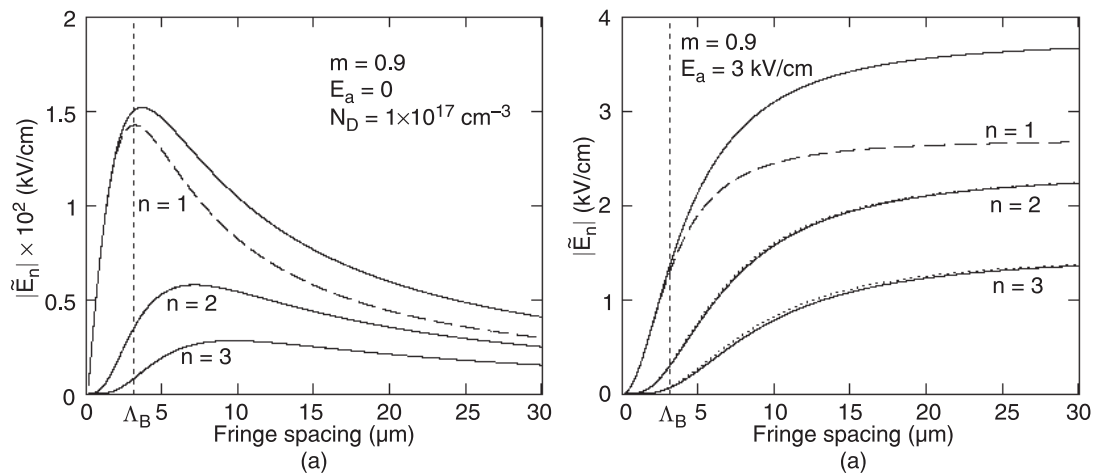 2
1.5
1
0.5
0
|Ẽn| × 10² (kV/cm)
m = 0.9
Ea = 0
ND = 1×10¹⁷ cm⁻³
n = 1
n = 2
n = 3
0 ΛB 5 10 15 20 25 30
Fringe spacing (μm)
(a)
4
3
2
1
0
|Ẽn| (kV/cm)
m = 0.9
Ea = 3 kV/cm
n = 1
n = 2
n = 3
0 ΛB 5 10 15 20 25 30
Fringe spacing (μm)
(a)